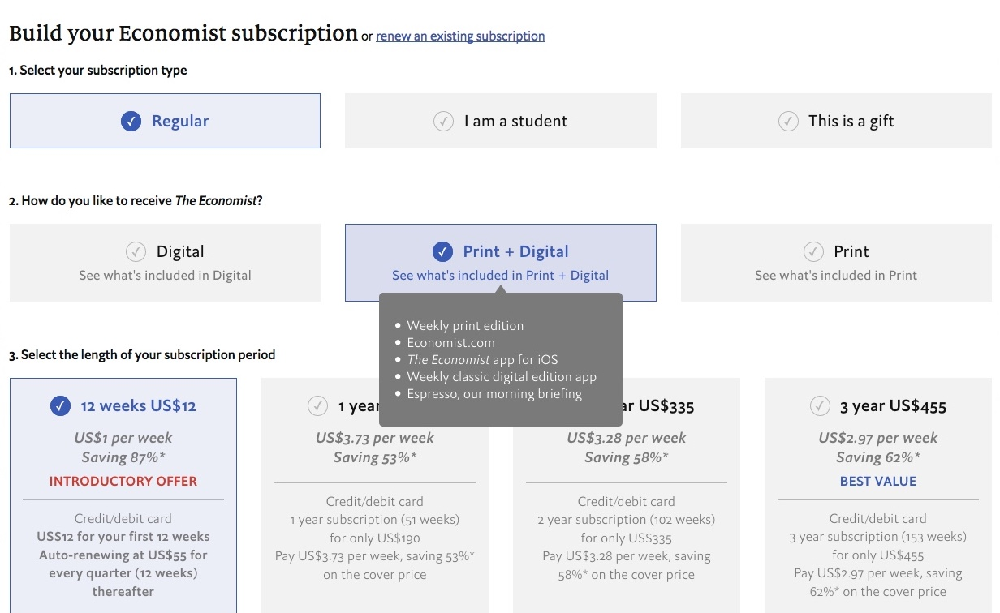 Build your Economist subscription or renew an existing subscription
1. Select your subscription type
Regular
I am a student
This is a gift
2. How do you like to receive The Economist?
Digital
See what's included in Digital
Print + Digital
See what's included in Print + Digital
Print
See what's included in Print
Weekly print edition
Economist.com
The Economist app for iOS
Weekly classic digital edition app
Espresso, our morning briefing
3. Select the length of your subscription period
12 weeks US$12
US$1 per week
Saving 87%*
INTRODUCTORY OFFER
Credit/debit card
US$12 for your first 12 weeks
Auto-renewing at US$55 for
every quarter (12 weeks)
thereafter
1 year
US$3.73 per week
Saving 53%*
Credit/debit card
1 year subscription (51 weeks)
for only US$190
Pay US$3.73 per week, saving 53%*
on the cover price
US$335
US$3.28 per week
Saving 58%*
Credit/debit card
2 year subscription (102 weeks)
for only US$335
Pay US$3.28 per week, saving
58%* on the cover price
3 year US$455
US$2.97 per week
Saving 62%*
BEST VALUE
Credit/debit card
3 year subscription (153 weeks)
for only US$455
Pay US$2.97 per week, saving
62%* on the cover price